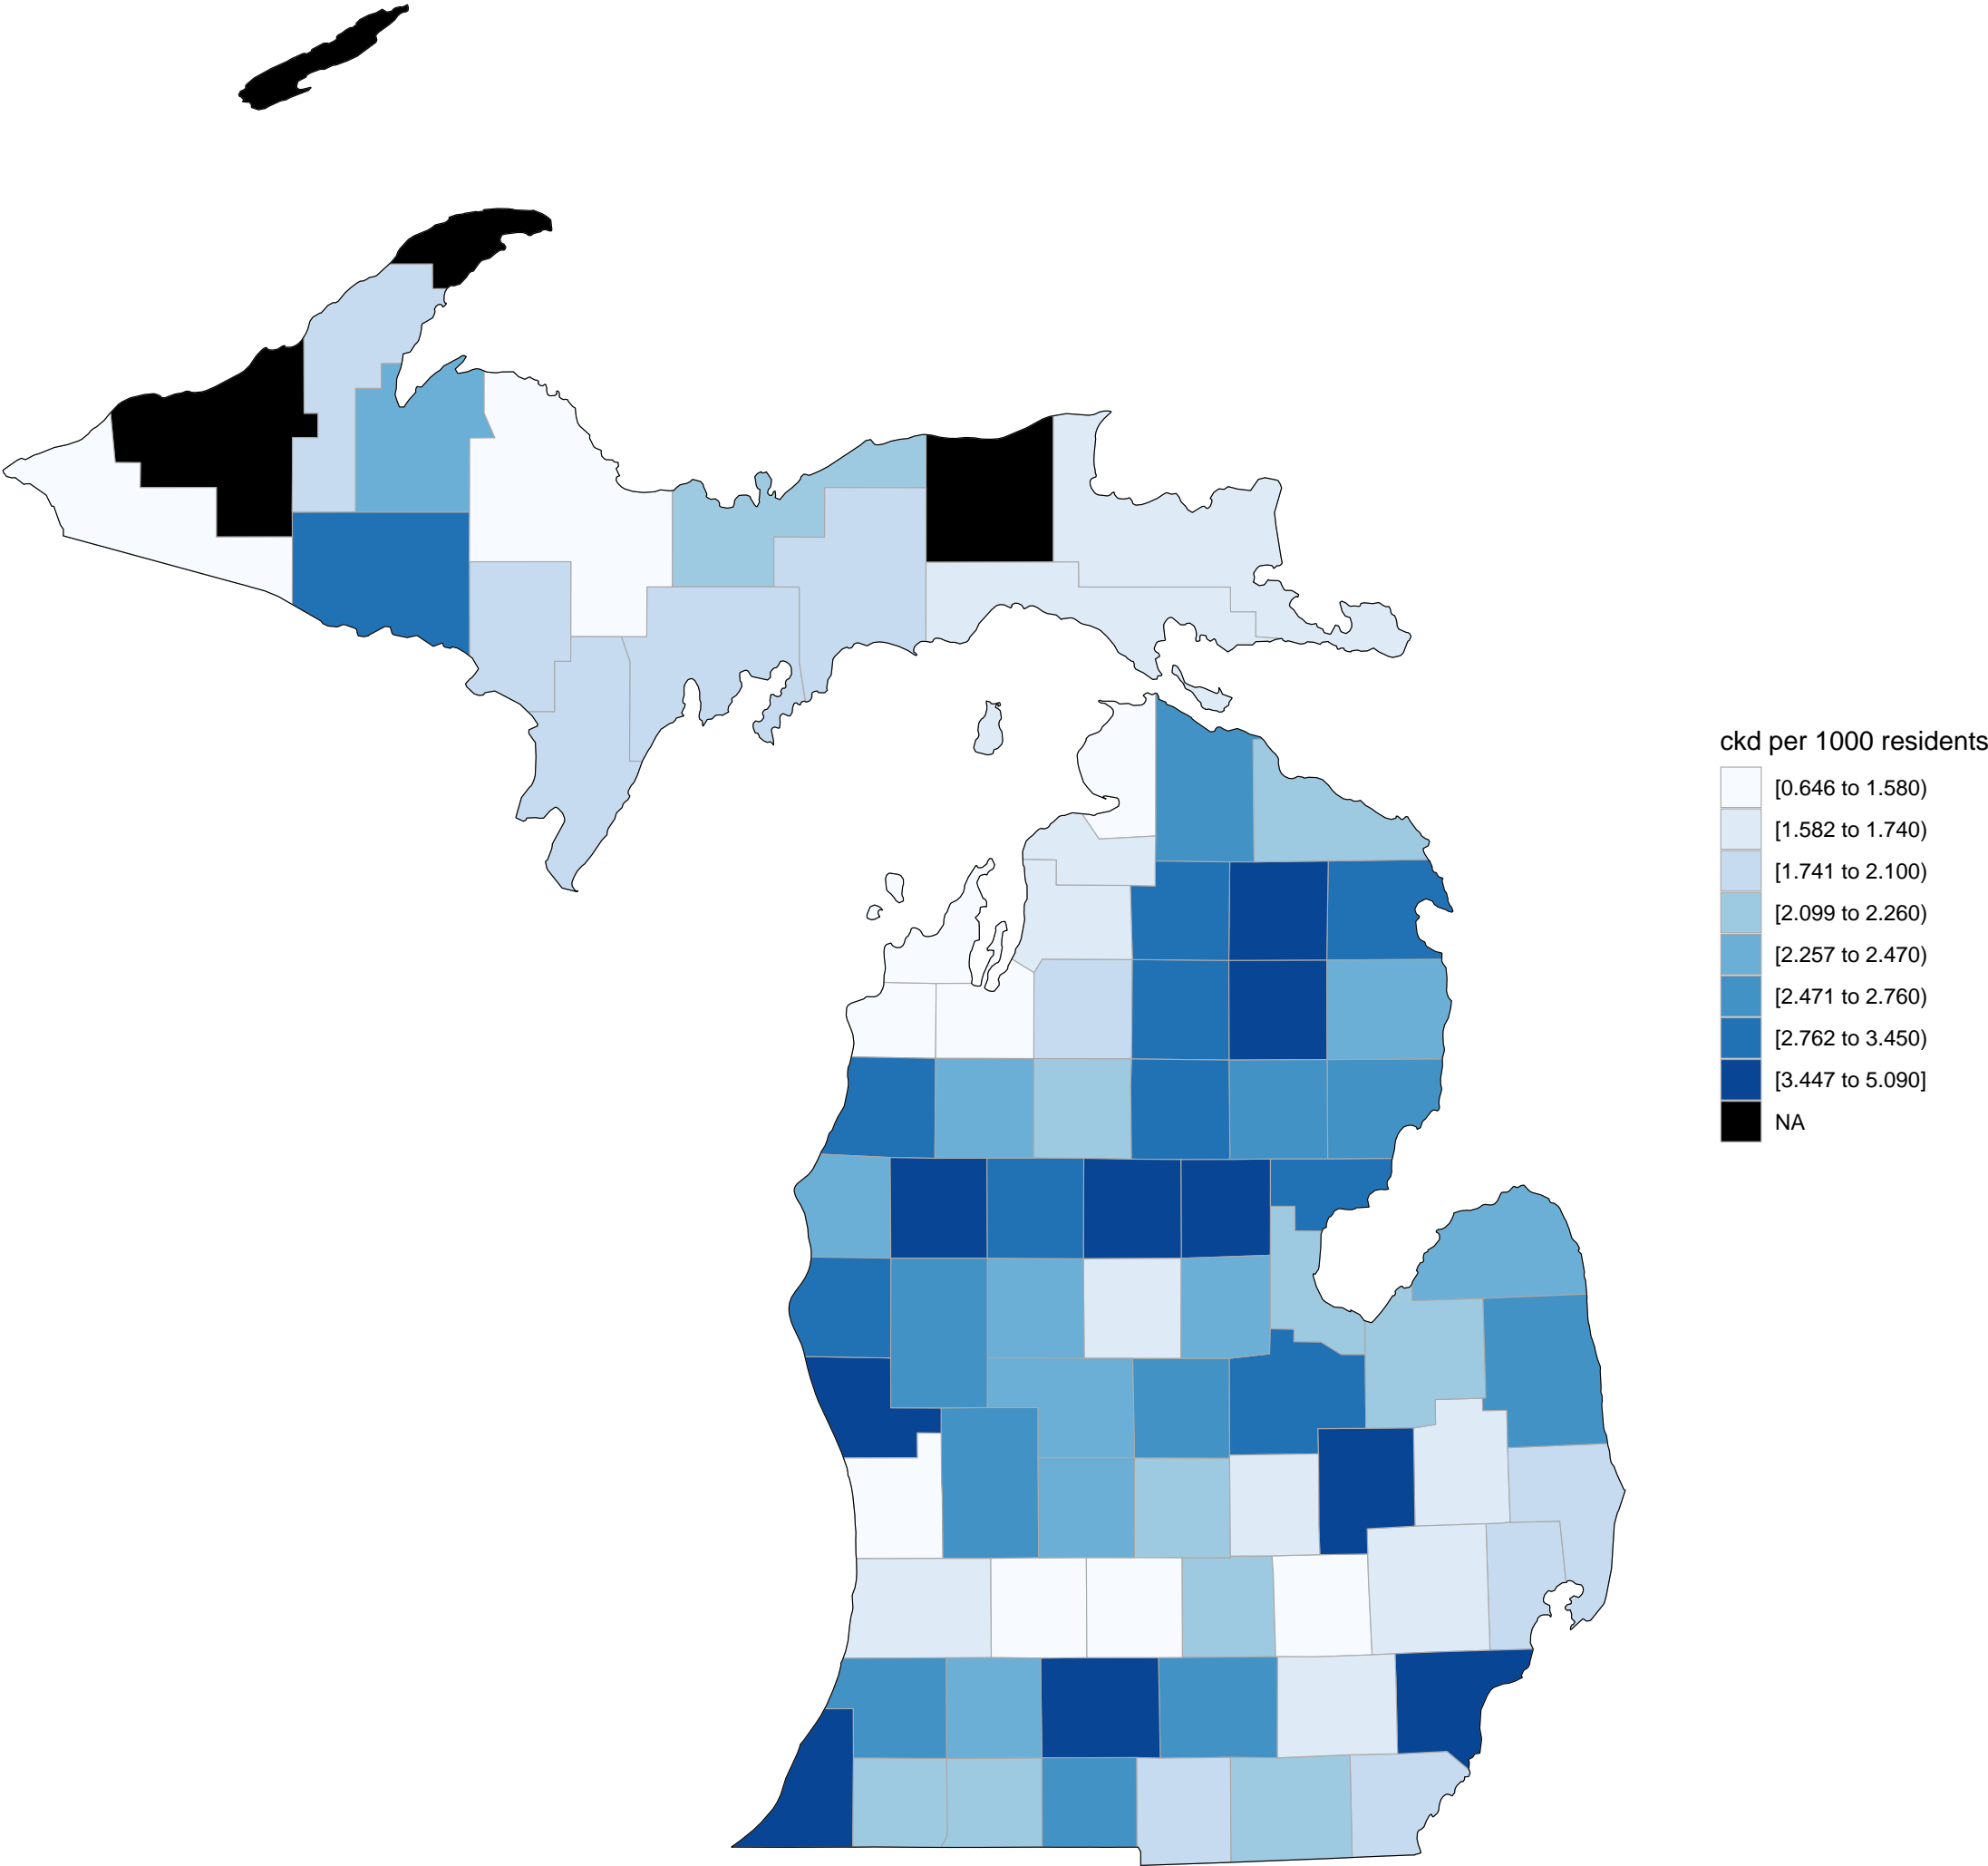 ckd per 1000 residents
[0.646 to 1.580)
[1.582 to 1.740)
[1.741 to 2.100)
[2.099 to 2.260)
[2.257 to 2.470)
[2.471 to 2.760)
[2.762 to 3.450)
[3.447 to 5.090]
NA